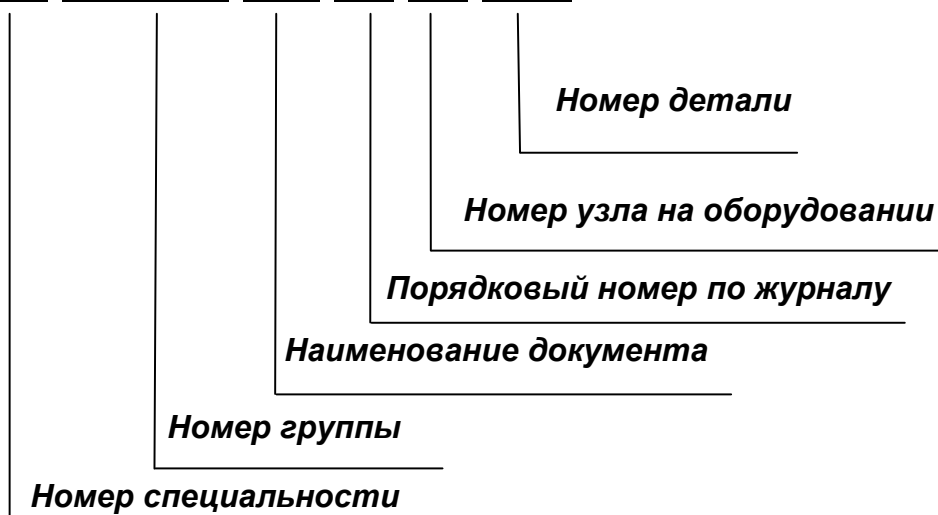 Номер детали
Номер узла на оборудовании
Порядковый номер по журналу
Наименование документа
Номер группы
Номер специальности